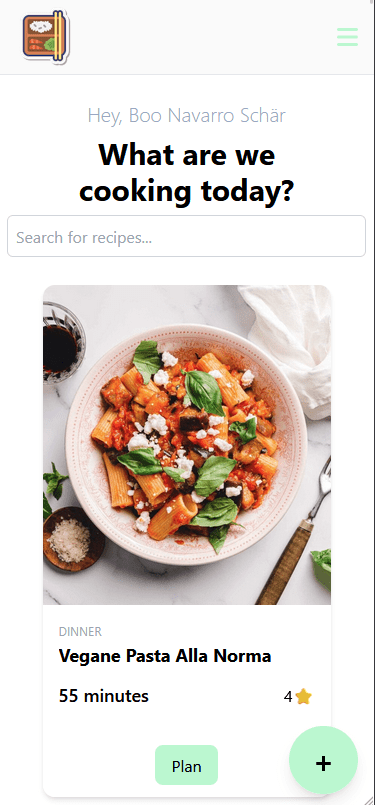 Hey, Boo Navarro Schär
What are we
cooking today?
Search for recipes...
DINNER
Vegane Pasta Alla Norma
55 minutes 4
Plan
+